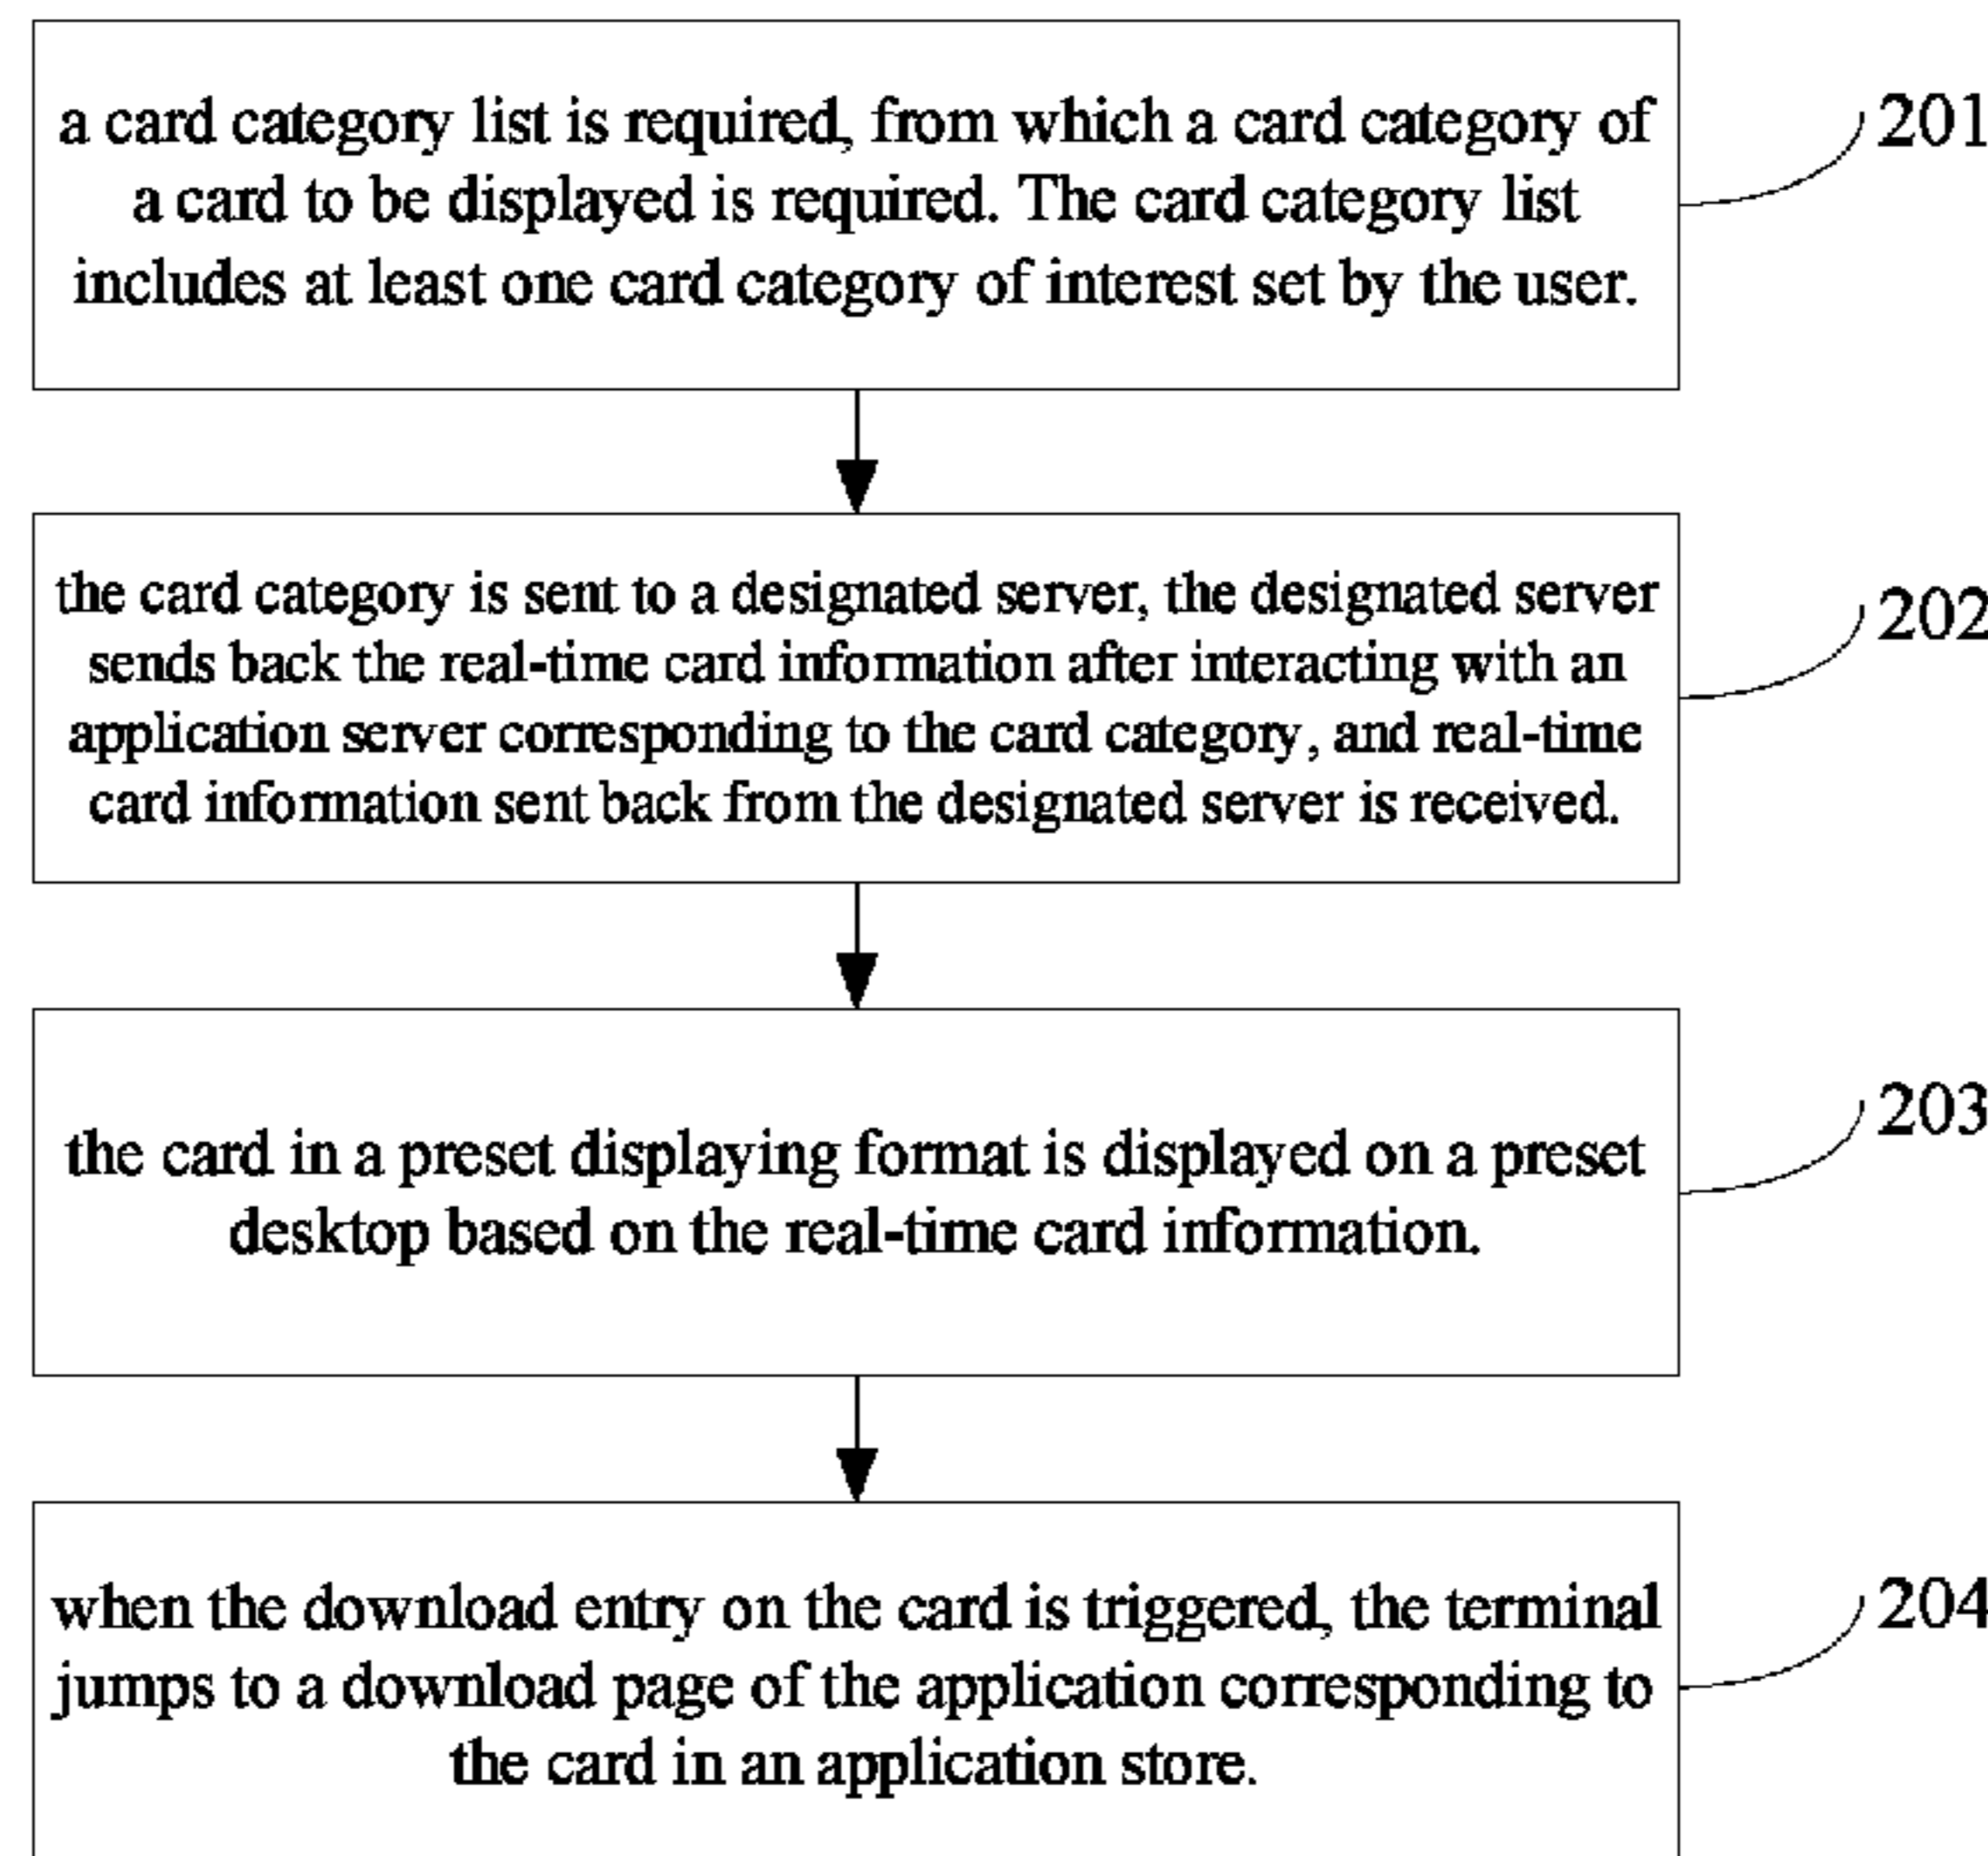 a card category list is required, from which a card category of
a card to be displayed is required. The card category list
includes at least one card category of interest set by the user.
201
the card category is sent to a designated server, the designated server
sends back the real-time card information after interacting with an
application server corresponding to the card category, and real-time
card information sent back from the designated server is received.
202
the card in a preset displaying format is displayed on a preset
desktop based on the real-time card information.
203
when the download entry on the card is triggered, the terminal
jumps to a download page of the application corresponding to
the card in an application store.
204